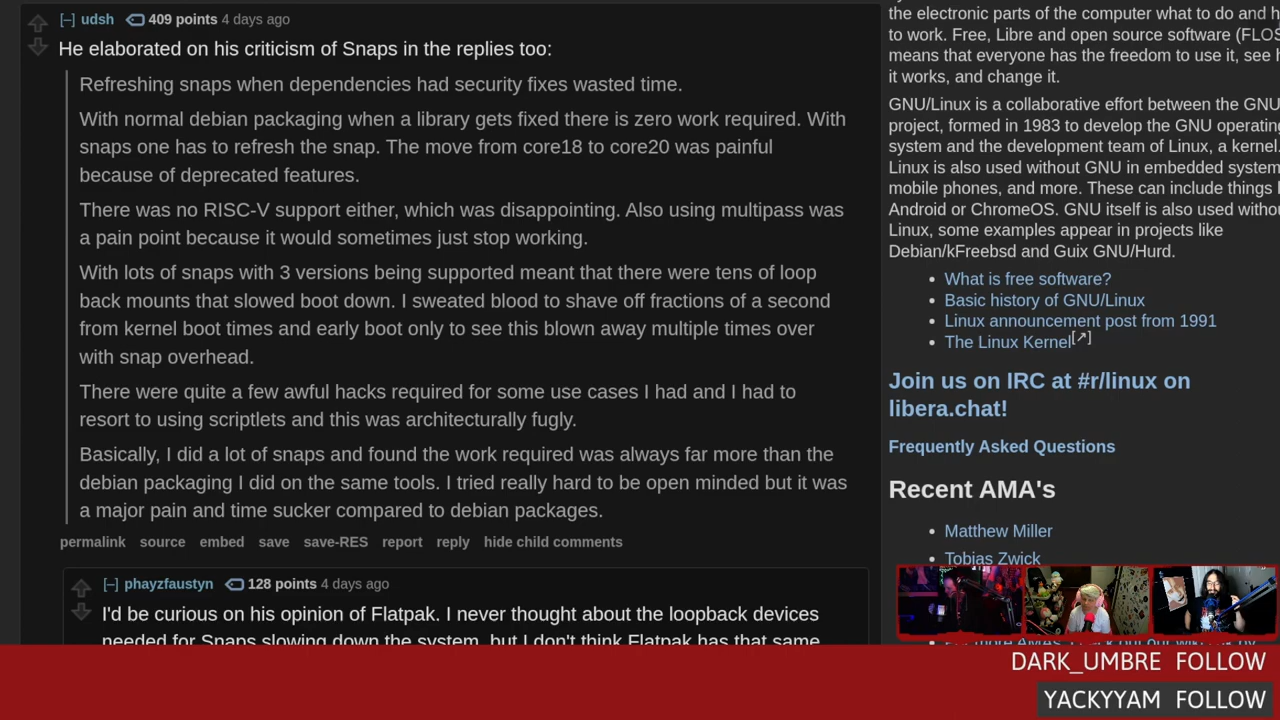 [–] udsh 409 points 4 days ago
He elaborated on his criticism of Snaps in the replies too:
Refreshing snaps when dependencies had security fixes wasted time.
With normal debian packaging when a library gets fixed there is zero work required. With
snaps one has to refresh the snap. The move from core18 to core20 was painful
because of deprecated features.
There was no RISC-V support either, which was disappointing. Also using multipass was
a pain point because it would sometimes just stop working.
With lots of snaps with 3 versions being supported meant that there were tens of loop
back mounts that slowed boot down. I sweated blood to shave off fractions of a second
from kernel boot times and early boot only to see this blown away multiple times over
with snap overhead.
There were quite a few awful hacks required for some use cases I had and I had to
resort to using scriptlets and this was architecturally fugly.
Basically, I did a lot of snaps and found the work required was always far more than the
debian packaging I did on the same tools. I tried really hard to be open minded but it was
a major pain and time sucker compared to debian packages.
permalink source embed save save-RES report reply hide child comments
[–] phayzfaustyn 128 points 4 days ago
I'd be curious on his opinion of Flatpak. I never thought about the loopback devices
needed for Snaps slowing down the system, but I don't think Flatpak has that same
the electronic parts of the computer what to do and h
to work. Free, Libre and open source software (FLOS
means that everyone has the freedom to use it, see h
it works, and change it.
GNU/Linux is a collaborative effort between the GNU
project, formed in 1983 to develop the GNU operating
system and the development team of Linux, a kernel.
Linux is also used without GNU in embedded system
mobile phones, and more. These can include things l
Android or ChromeOS. GNU itself is also used withou
Linux, some examples appear in projects like
Debian/kFreebsd and Guix GNU/Hurd.
• What is free software?
• Basic history of GNU/Linux
• Linux announcement post from 1991
• The Linux Kernel[↗]
Join us on IRC at #r/linux on
libera.chat!
Frequently Asked Questions
Recent AMA's
• Matthew Miller
• Tobias Zwick
DARK_UMBRE FOLLOW
YACKYYAM FOLLOW